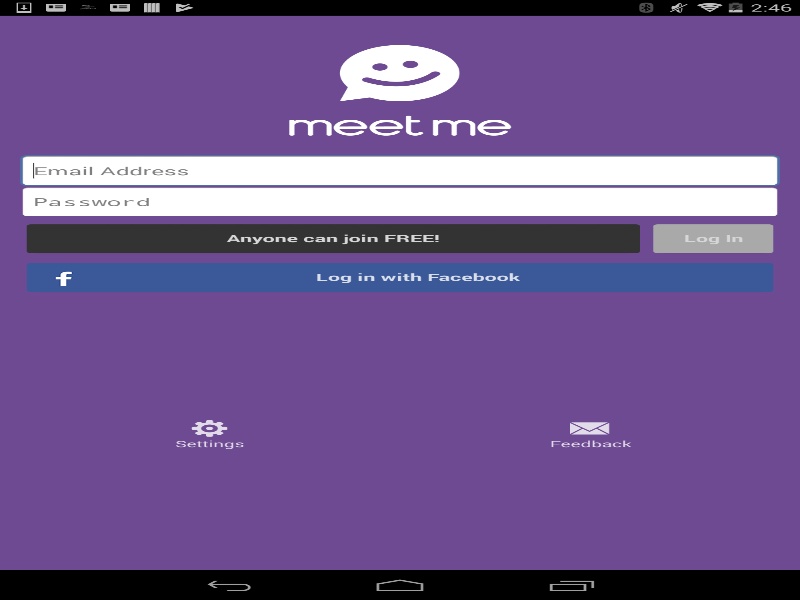 2:46
meet me
Email Address
Password
Anyone can join FREE!
Log In
f
Log in with Facebook
Settings
Feedback